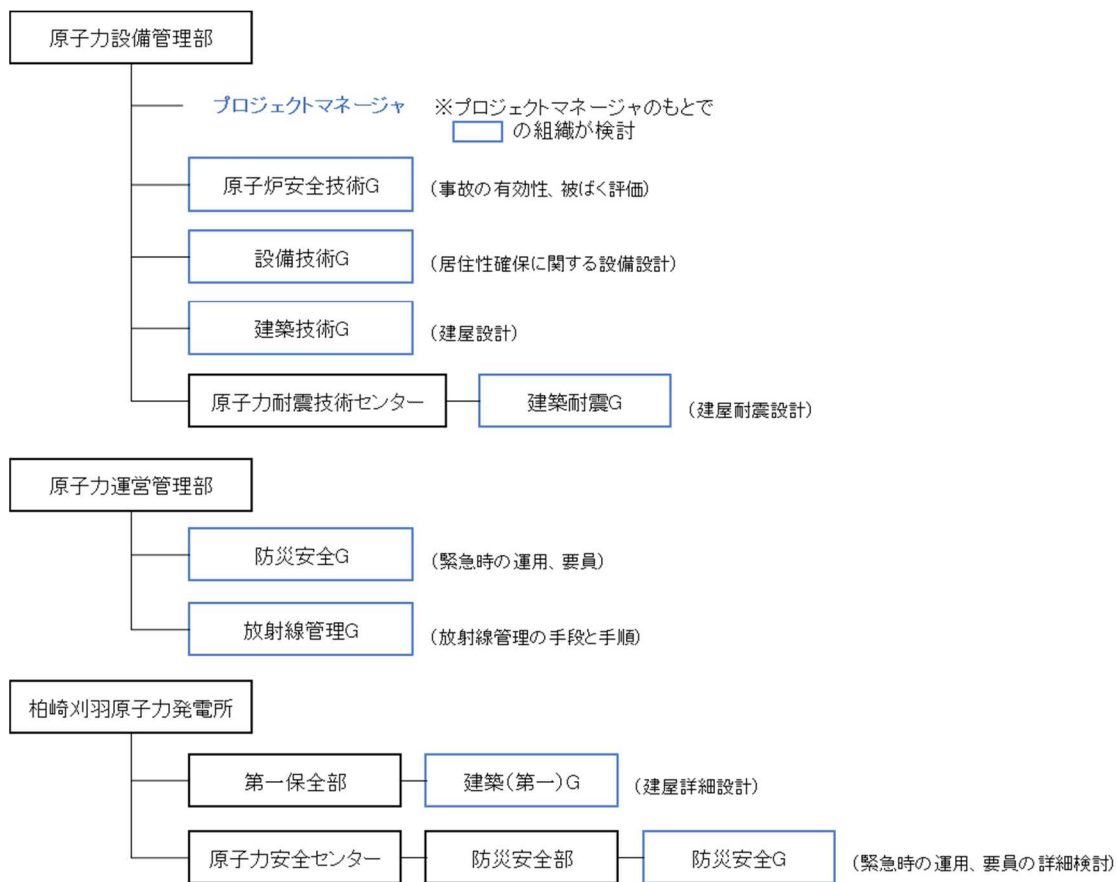 原子力設備管理部
プロジェクトマネージャ ※プロジェクトマネージャのもとで
の組織が検討
原子炉安全技術G (事故の有効性、被ばく評価)
設備技術G (居住性確保に関する設備設計)
建築技術G (建屋設計)
原子力耐震技術センター 建築耐震G (建屋耐震設計)
原子力運営管理部
防災安全G (緊急時の運用、要員)
放射線管理G (放射線管理の手段と手順)
柏崎刈羽原子力発電所
第一保全部 建築(第一)G (建屋詳細設計)
原子力安全センター 防災安全部 防災安全G (緊急時の運用、要員の詳細検討)